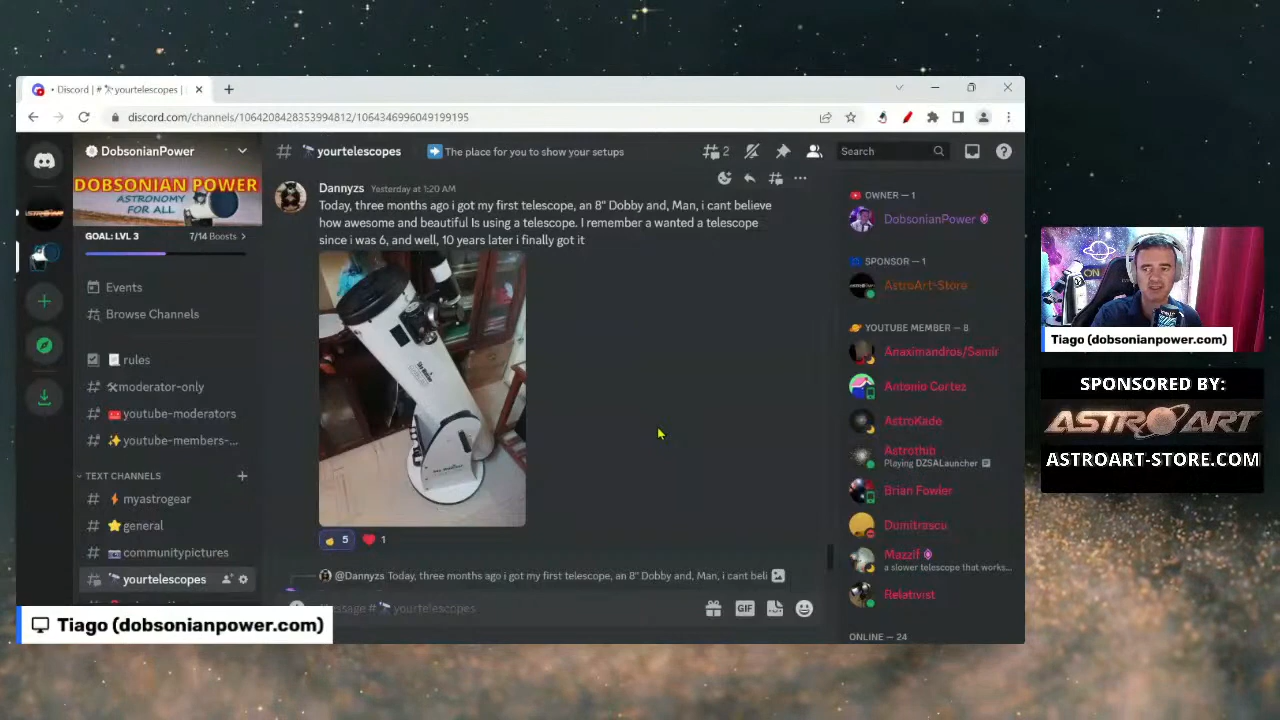 • Discord | # yourtelescopes |
discord.com/channels/1064208428353994812/1064346996049199195
DobsonianPower
DOBSONIAN POWER
ASTRONOMY
FOR ALL
GOAL: LVL 3
7/14 Boosts
Events
Browse Channels
rules
moderator-only
youtube-moderators
youtube-members-...
TEXT CHANNELS
myastrogear
general
communitypictures
yourtelescopes
yourtelescopes
The place for you to show your setups
2
Search
Dannyzs Yesterday at 1:20 AM
Today, three months ago i got my first telescope, an 8" Dobby and, Man, i cant believe
how awesome and beautiful Is using a telescope. I remember a wanted a telescope
since i was 6, and well, 10 years later i finally got it
5
1
@Dannyzs Today, three months ago i got my first telescope, an 8" Dobby and, Man, i cant beli
Message # yourtelescopes
GIF
OWNER — 1
DobsonianPower
SPONSOR — 1
AstroArt-Store
YOUTUBE MEMBER — 8
Anaximandros/Samir
Antonio Cortez
AstroKade
Astrothib
Playing DZSALauncher
Brian Fowler
Dumitrascu
Mazzif
a slower telescope that works...
Relativist
ONLINE — 24
Tiago (dobsonianpower.com)
Tiago (dobsonianpower.com)
SPONSORED BY:
ASTROART
ASTROART-STORE.COM